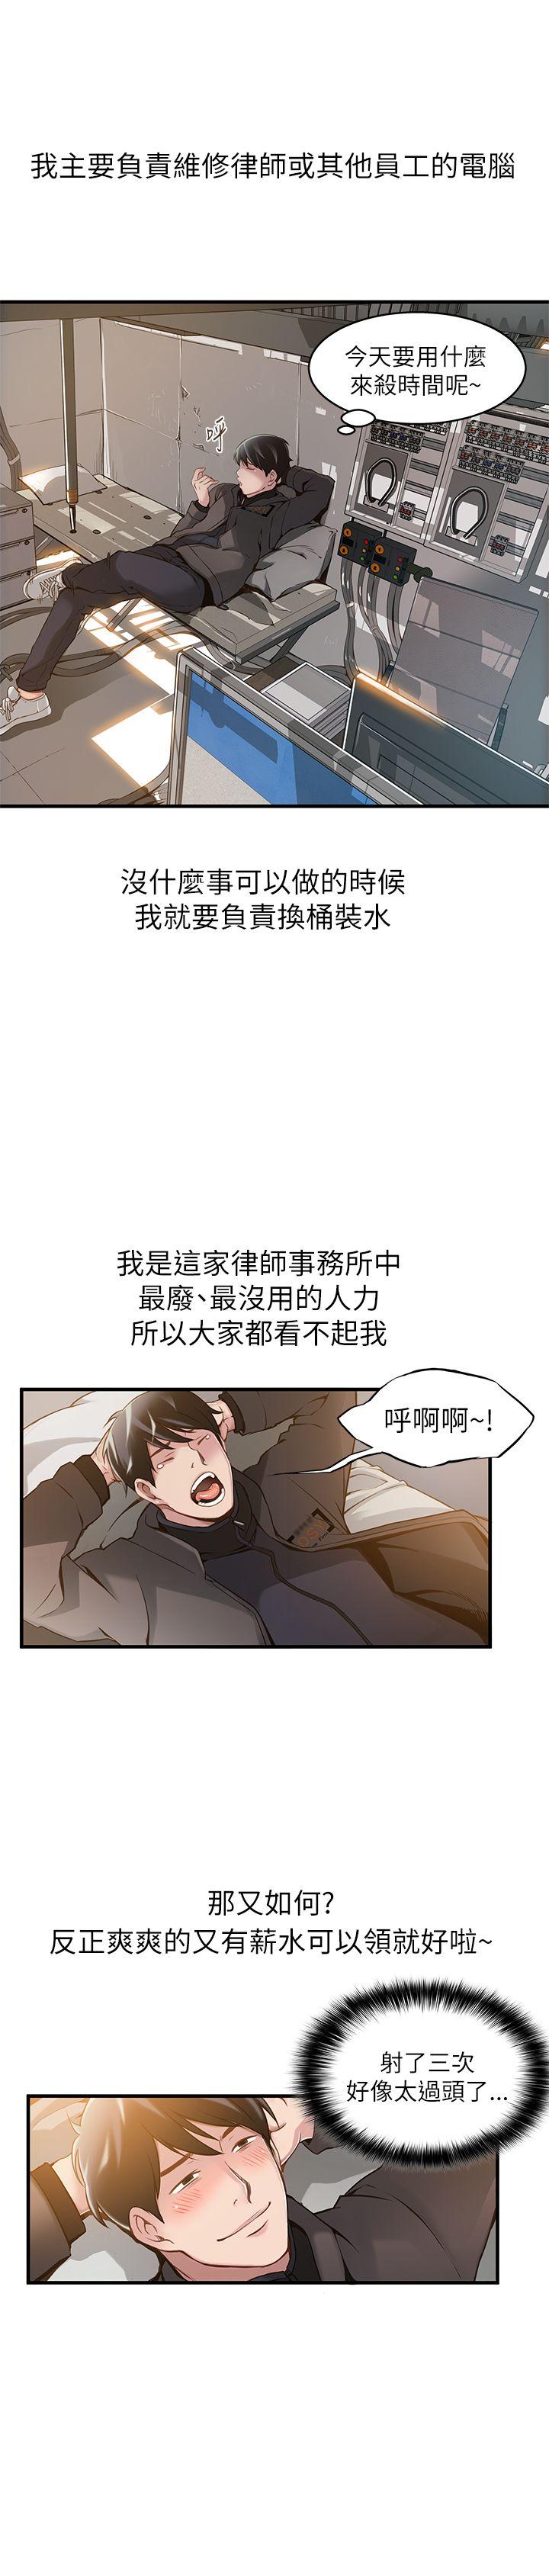 我主要負責維修律師或其他員工的電腦
今天要用什麼
來殺時間呢~
呼
沒什麼事可以做的時候
我就要負責換桶裝水
我是這家律師事務所中
最廢、最沒用的人力
所以大家都看不起我
呼啊啊~!
那又如何?
反正爽爽的又有薪水可以領就好啦~
射了三次
好像太過頭了...